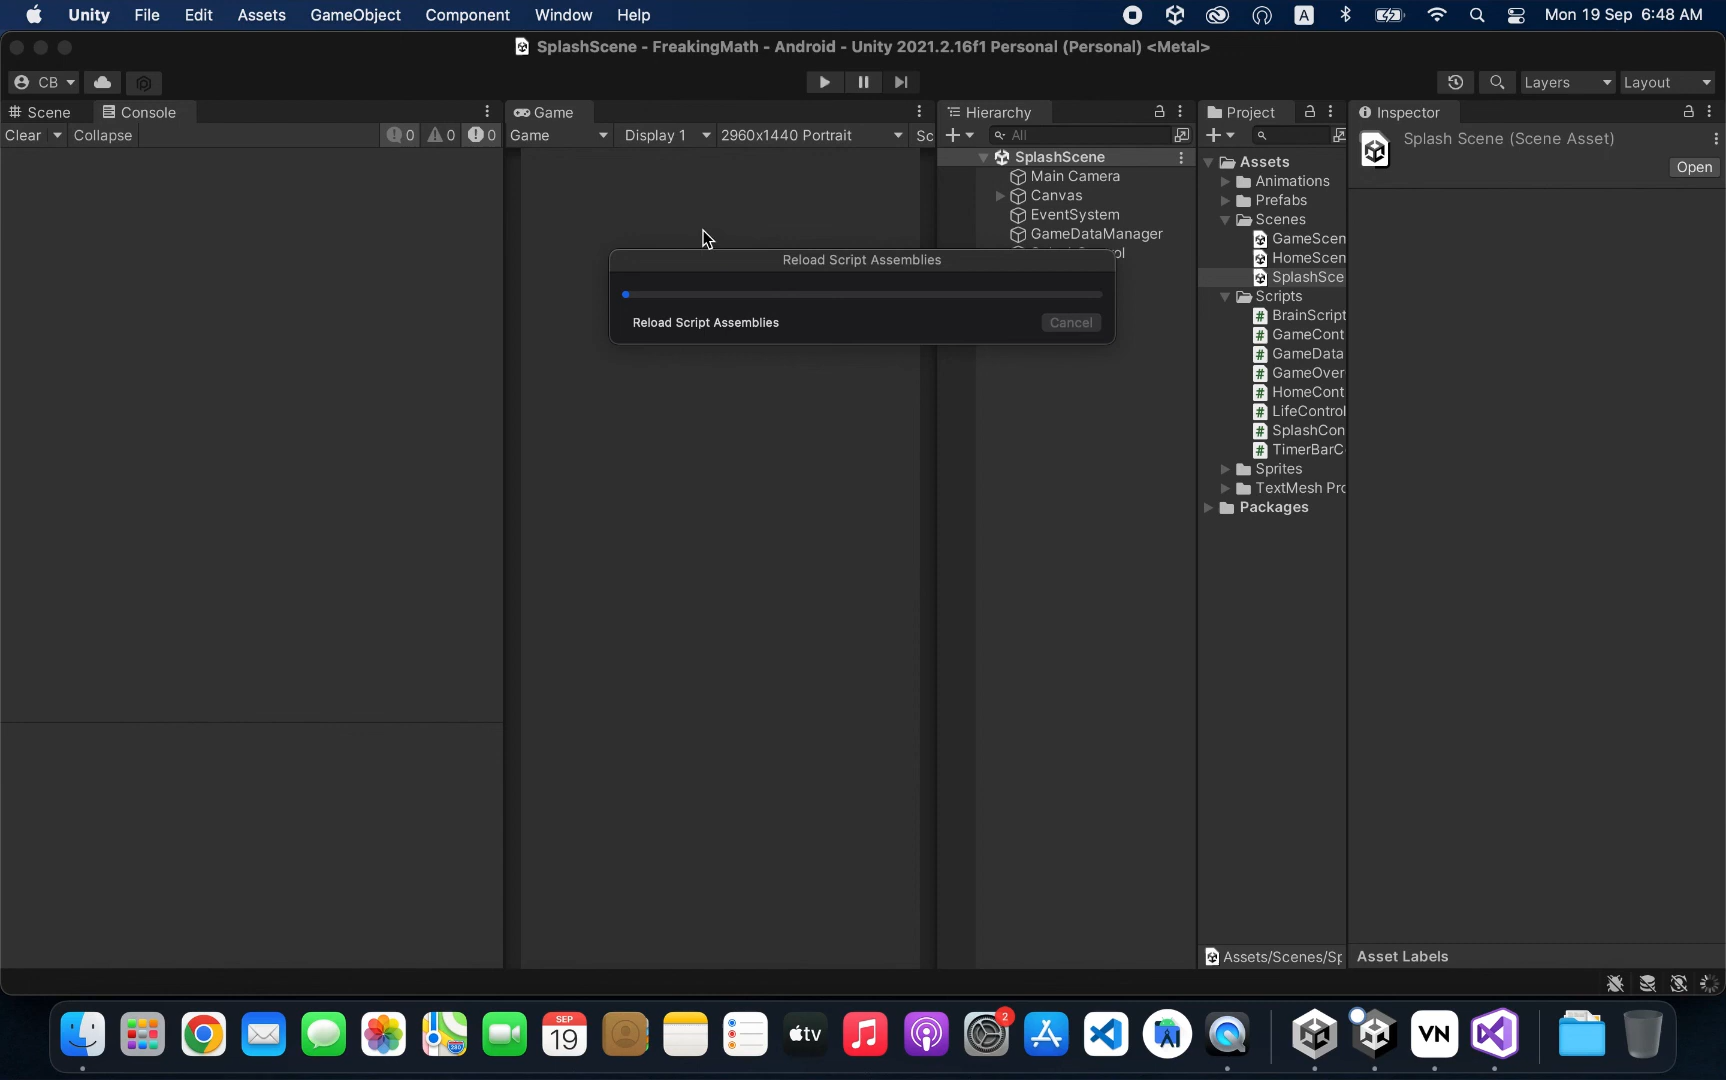 Unity File Edit Assets GameObject Component Window Help
A Mon 19 Sep 6:48 AM
SplashScene - FreakingMath - Android - Unity 2021.2.16f1 Personal (Personal) <Metal>
CB Layers Layout
Scene Console Game Hierarchy Project Inspector
Clear Collapse 0 0 0 Game Display 1 2960x1440 Portrait Sc All
Splash Scene (Scene Asset)
Open
SplashScene
Main Camera
Canvas
EventSystem
GameDataManager
ol
Assets
Animations
Prefabs
Scenes
GameScen
HomeScen
SplashSce
Scripts
BrainScript
GameCont
GameData
GameOver
HomeCont
LifeControl
SplashCon
TimerBarC
Sprites
TextMesh Pro
Packages
Reload Script Assemblies
Reload Script Assemblies Cancel
Assets/Scenes/Sp
Asset Labels
SEP
19
tv
2
VN